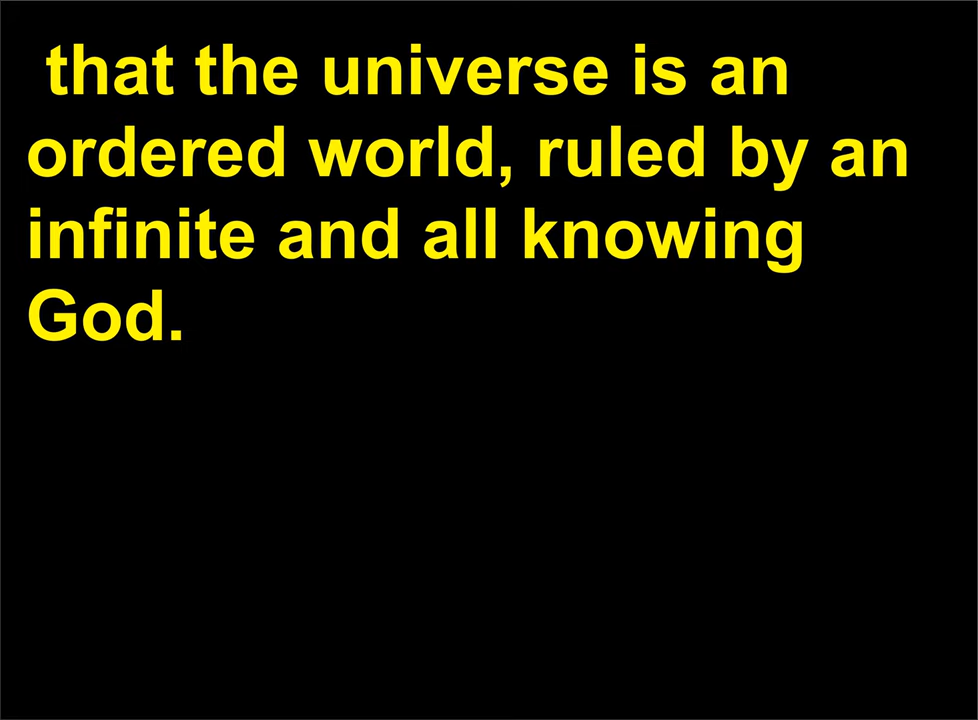 that the universe is an
ordered world, ruled by an
infinite and all knowing
God.